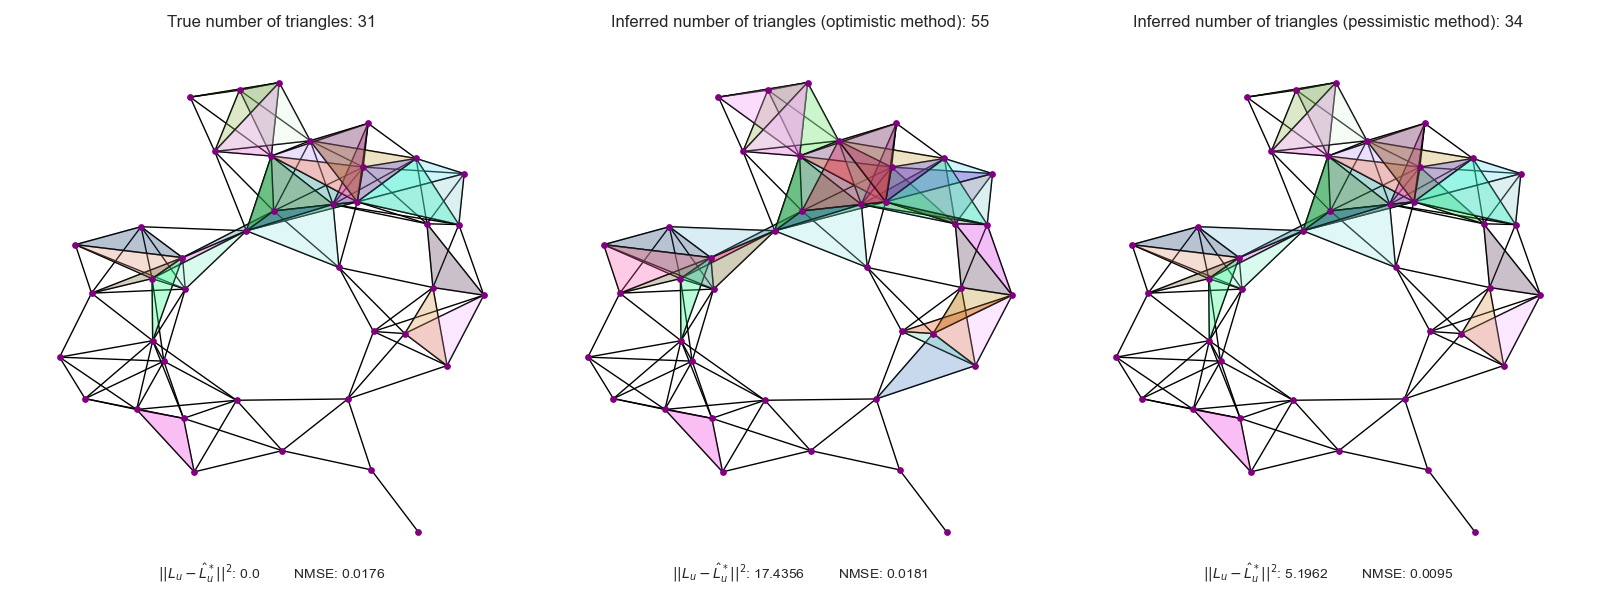 True number of triangles: 31
Inferred number of triangles (optimistic method): 55
Inferred number of triangles (pessimistic method): 34
$||L_u - \hat{L}_u^*||^2$: 0.0 NMSE: 0.0176
$||L_u - \hat{L}_u^*||^2$: 17.4356 NMSE: 0.0181
$||L_u - \hat{L}_u^*||^2$: 5.1962 NMSE: 0.0095